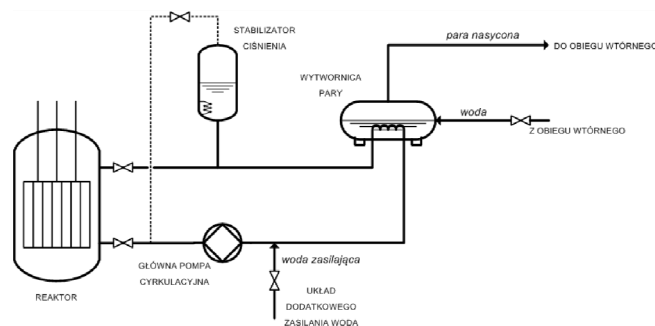 STABILIZATOR
CIŚNIENIA
para nasycona
DO OBIEGU WTÓRNEGO
WYTWORNICA
PARY
woda
Z OBIEGU WTÓRNEGO
GŁÓWNA POMPA
CYRKULACYJNA
woda zasilająca
REAKTOR
UKŁAD
DODATKOWEGO
ZASILANIA WODA